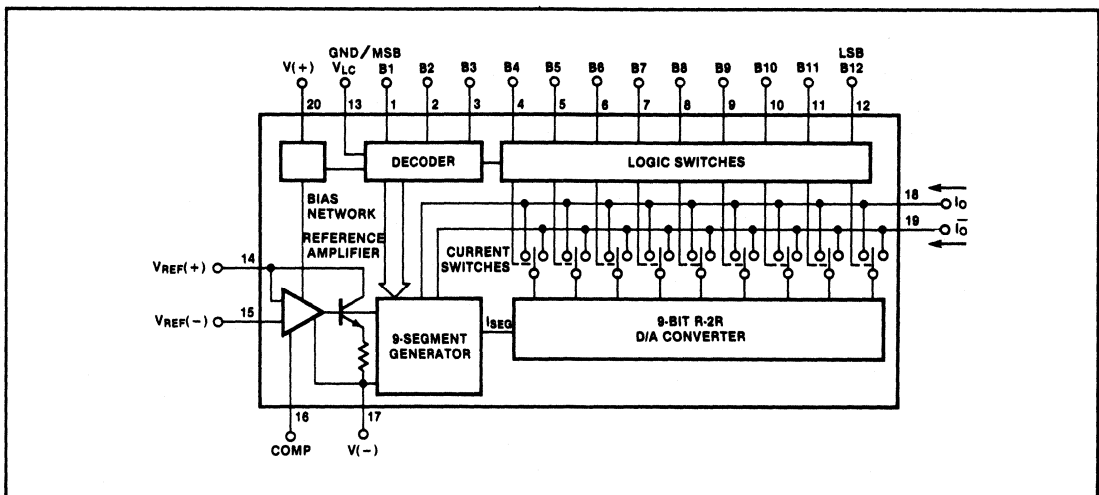 GND/MSB
LSB
V(+)
VLC
B1
B2
B3
B4
B5
B6
B7
B8
B9
B10
B11
B12
20
13
1
2
3
4
5
6
7
8
9
10
11
12
DECODER
LOGIC SWITCHES
18
IO
BIAS
NETWORK
19
IO
REFERENCE
AMPLIFIER
CURRENT
SWITCHES
VREF(+)
14
VREF(−)
15
9-SEGMENT
GENERATOR
ISEG
9-BIT R-2R
D/A CONVERTER
16
17
COMP
V(−)